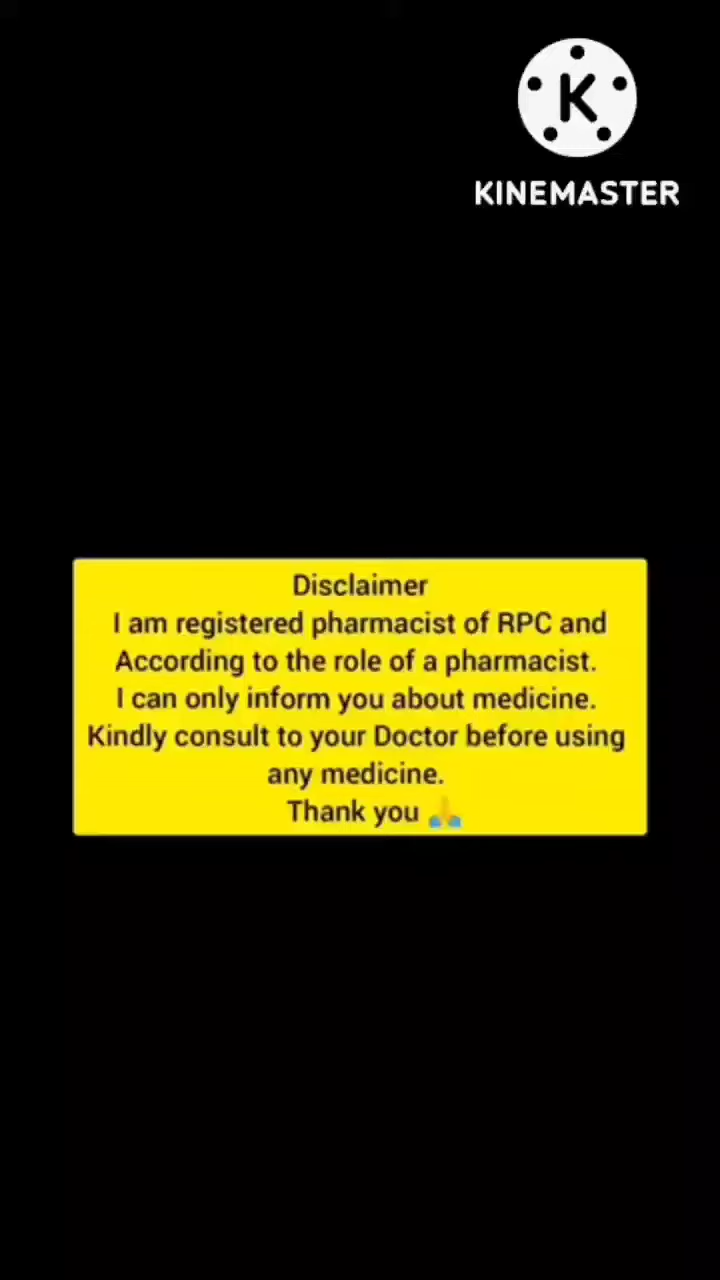 K
KINEMASTER
Disclaimer
I am registered pharmacist of RPC and
According to the role of a pharmacist.
I can only inform you about medicine.
Kindly consult to your Doctor before using
any medicine.
Thank you 🙏